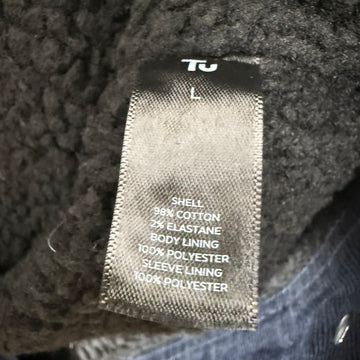 TU
L
SHELL
98% COTTON
2% ELASTANE
BODY LINING
100% POLYESTER
SLEEVE LINING
100% POLYESTER